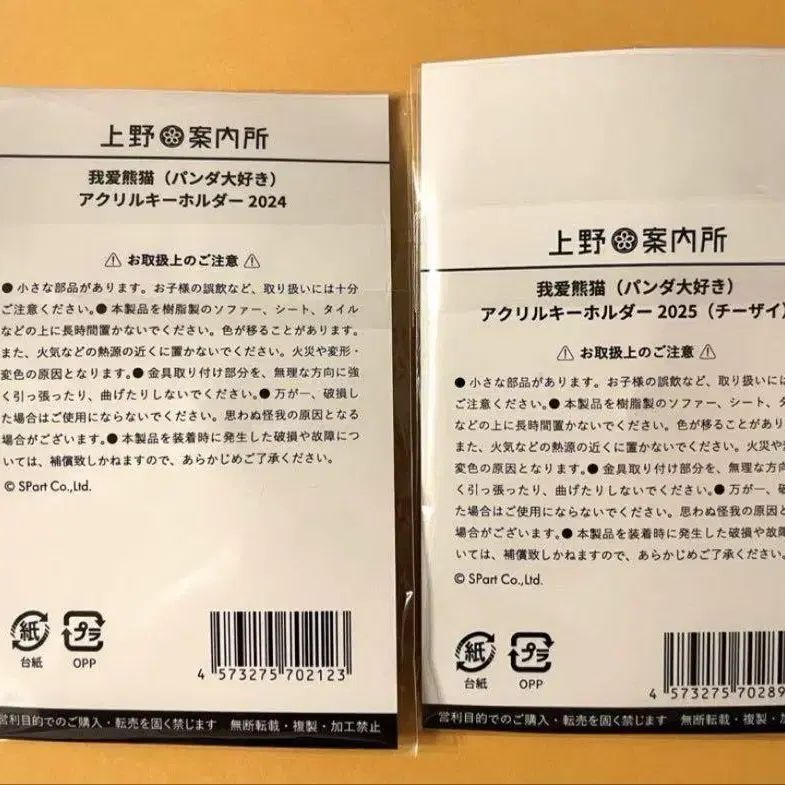 上野案内所
我爱熊猫（パンダ大好き）
アクリルキーホルダー 2024
⚠ お取扱上のご注意 ⚠
● 小さな部品があります。お子様の誤飲など、取り扱いには十分
ご注意ください。● 本製品を樹脂製のソファー、シート、タイル
などの上に長時間置かないでください。色が移ることがあります。
また、火気などの熱源の近くに置かないでください。火災や変形・
変色の原因となります。● 金具取り付け部分を、無理な方向に強
く引っ張ったり、曲げたりしないでください。● 万が一、破損し
た場合はご使用にならないでください。思わぬ怪我の原因となる
場合がございます。● 本製品を装着時に発生した破損や故障につ
いては、補償致しかねますので、あらかじめご了承ください。
© SPart Co.,Ltd.
紙
台紙
プラ
OPP
4 573275 702123
営利目的でのご購入・転売を固く禁じます 無断転載・複製・加工禁止
上野案内所
我爱熊猫（パンダ大好き）
アクリルキーホルダー 2025（チーザイ）
⚠ お取扱上のご注意 ⚠
● 小さな部品があります。お子様の誤飲など、取り扱いには
ご注意ください。● 本製品を樹脂製のソファー、シート、タ
などの上に長時間置かないでください。色が移ることがあり
また、火気などの熱源の近くに置かないでください。火災や
変色の原因となります。● 金具取り付け部分を、無理な方向
く引っ張ったり、曲げたりしないでください。● 万が一、破
た場合はご使用にならないでください。思わぬ怪我の原因と
場合がございます。● 本製品を装着時に発生した破損や故障
いては、補償致しかねますので、あらかじめご了承ください。
© SPart Co.,Ltd.
紙
台紙
プラ
OPP
4 573275 70289
営利目的でのご購入・転売を固く禁じます 無断転載・複製・